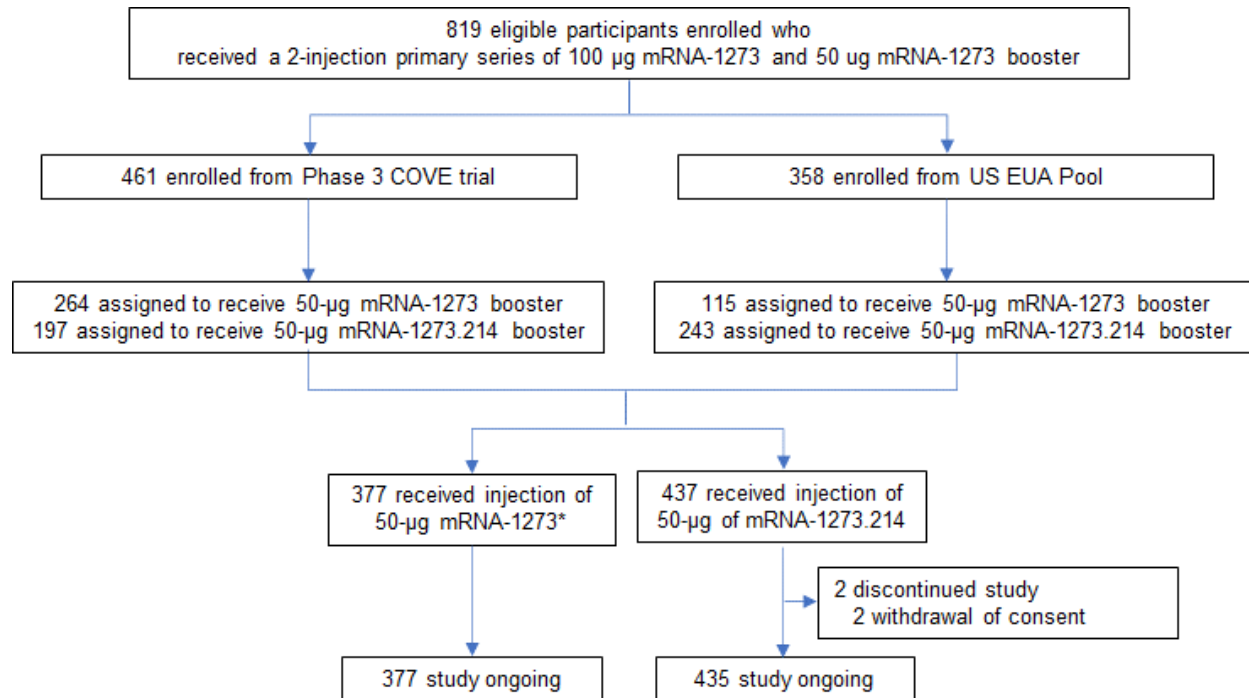 819 eligible participants enrolled who
received a 2-injection primary series of 100 µg mRNA-1273 and 50 ug mRNA-1273 booster
461 enrolled from Phase 3 COVE trial
358 enrolled from US EUA Pool
264 assigned to receive 50-µg mRNA-1273 booster
197 assigned to receive 50-µg mRNA-1273.214 booster
115 assigned to receive 50-µg mRNA-1273 booster
243 assigned to receive 50-µg mRNA-1273.214 booster
377 received injection of
50-µg mRNA-1273*
437 received injection of
50-µg of mRNA-1273.214
2 discontinued study
2 withdrawal of consent
377 study ongoing
435 study ongoing